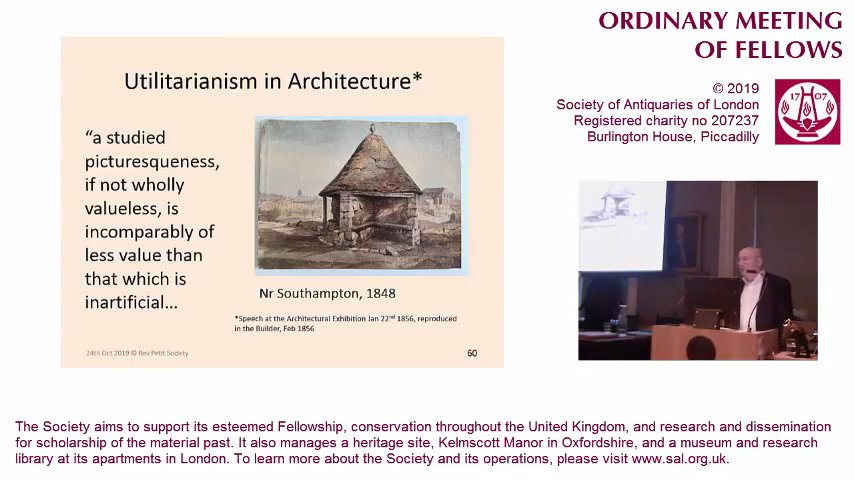 ORDINARY MEETING
OF FELLOWS
© 2019
Society of Antiquaries of London
Registered charity no 207237
Burlington House, Piccadilly
1707
Utilitarianism in Architecture*
“a studied
picturesqueness,
if not wholly
valueless, is
incomparably of
less value than
that which is
inartificial…
Nr Southampton, 1848
*Speech at the Architectural Exhibition Jan 22nd 1856, reproduced
in the Builder, Feb 1856
24th Oct 2019 © Rev Petit Society
60
The Society aims to support its esteemed Fellowship, conservation throughout the United Kingdom, and research and dissemination
for scholarship of the material past. It also manages a heritage site, Kelmscott Manor in Oxfordshire, and a museum and research
library at its apartments in London. To learn more about the Society and its operations, please visit www.sal.org.uk.